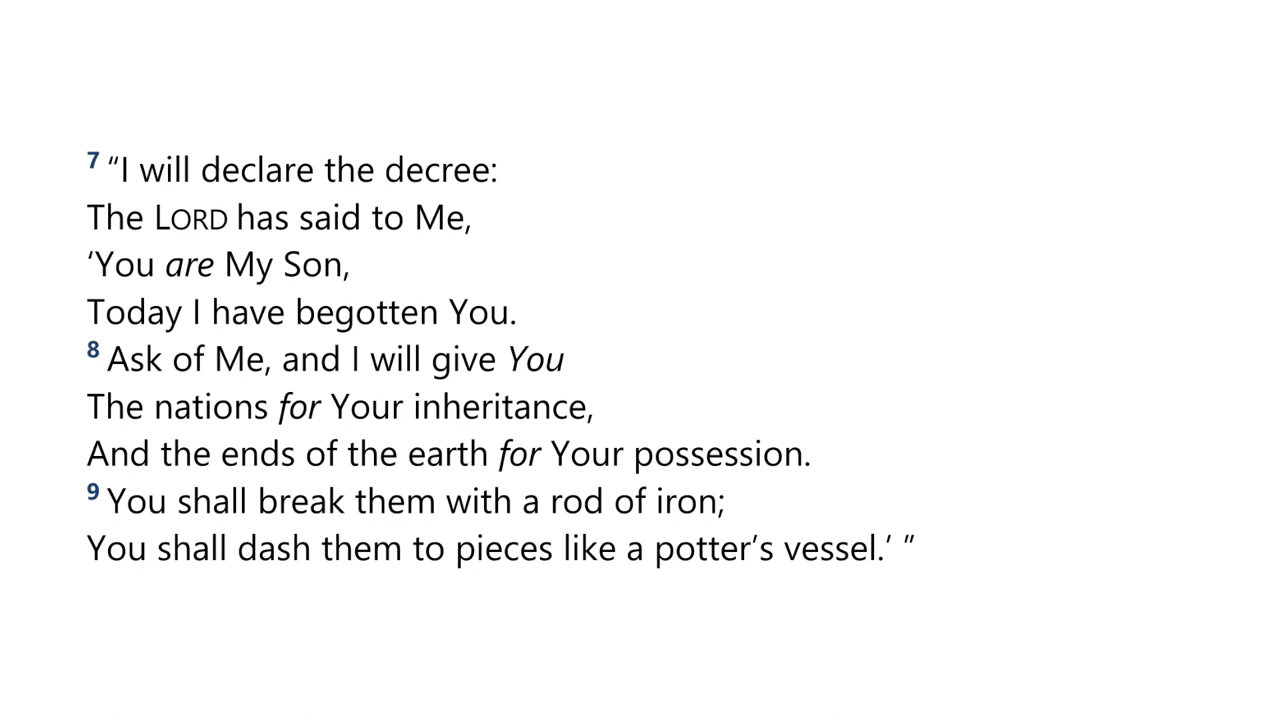 7 “I will declare the decree:
The LORD has said to Me,
‘You are My Son,
Today I have begotten You.
8 Ask of Me, and I will give You
The nations for Your inheritance,
And the ends of the earth for Your possession.
9 You shall break them with a rod of iron;
You shall dash them to pieces like a potter’s vessel.’ ”